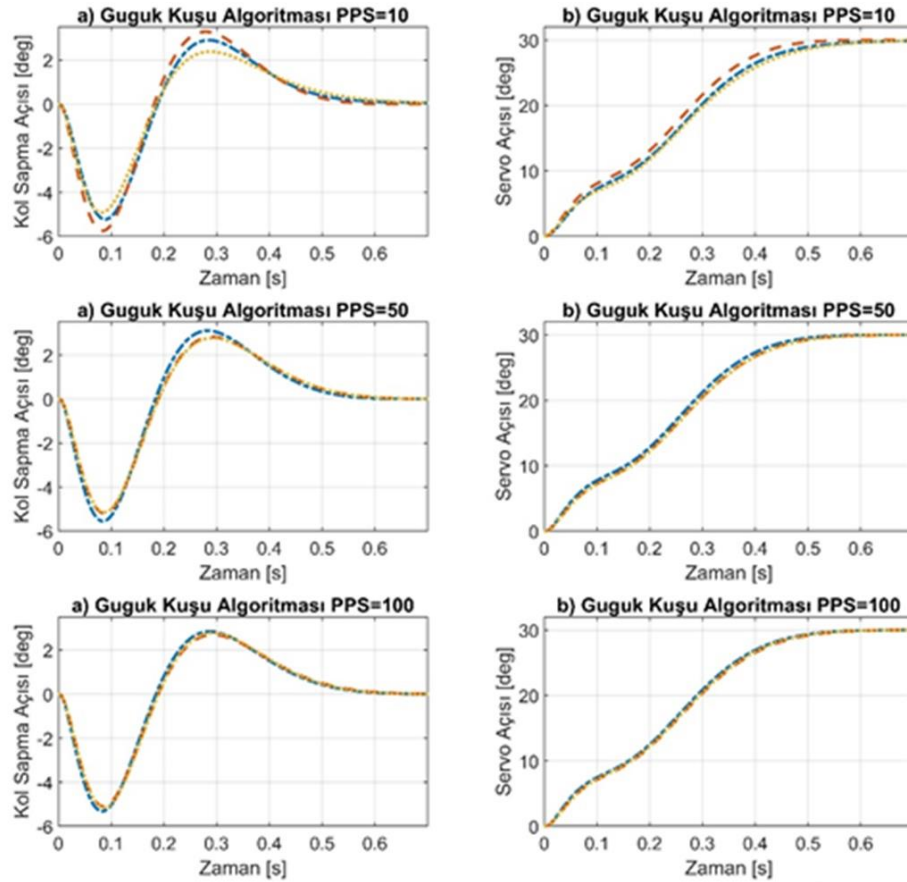 a) Guguk Kuşu Algoritması PPS=10
b) Guguk Kuşu Algoritması PPS=10
Kol Sapma Açısı [deg]
2
0
-2
-4
-6
0 0.1 0.2 0.3 0.4 0.5 0.6
Zaman [s]
Servo Açısı [deg]
30
20
10
0
0 0.1 0.2 0.3 0.4 0.5 0.6
Zaman [s]
a) Guguk Kuşu Algoritması PPS=50
b) Guguk Kuşu Algoritması PPS=50
Kol Sapma Açısı [deg]
2
0
-2
-4
-6
0 0.1 0.2 0.3 0.4 0.5 0.6
Zaman [s]
Servo Açısı [deg]
30
20
10
0
0 0.1 0.2 0.3 0.4 0.5 0.6
Zaman [s]
a) Guguk Kuşu Algoritması PPS=100
b) Guguk Kuşu Algoritması PPS=100
Kol Sapma Açısı [deg]
2
0
-2
-4
-6
0 0.1 0.2 0.3 0.4 0.5 0.6
Zaman [s]
Servo Açısı [deg]
30
20
10
0
0 0.1 0.2 0.3 0.4 0.5 0.6
Zaman [s]